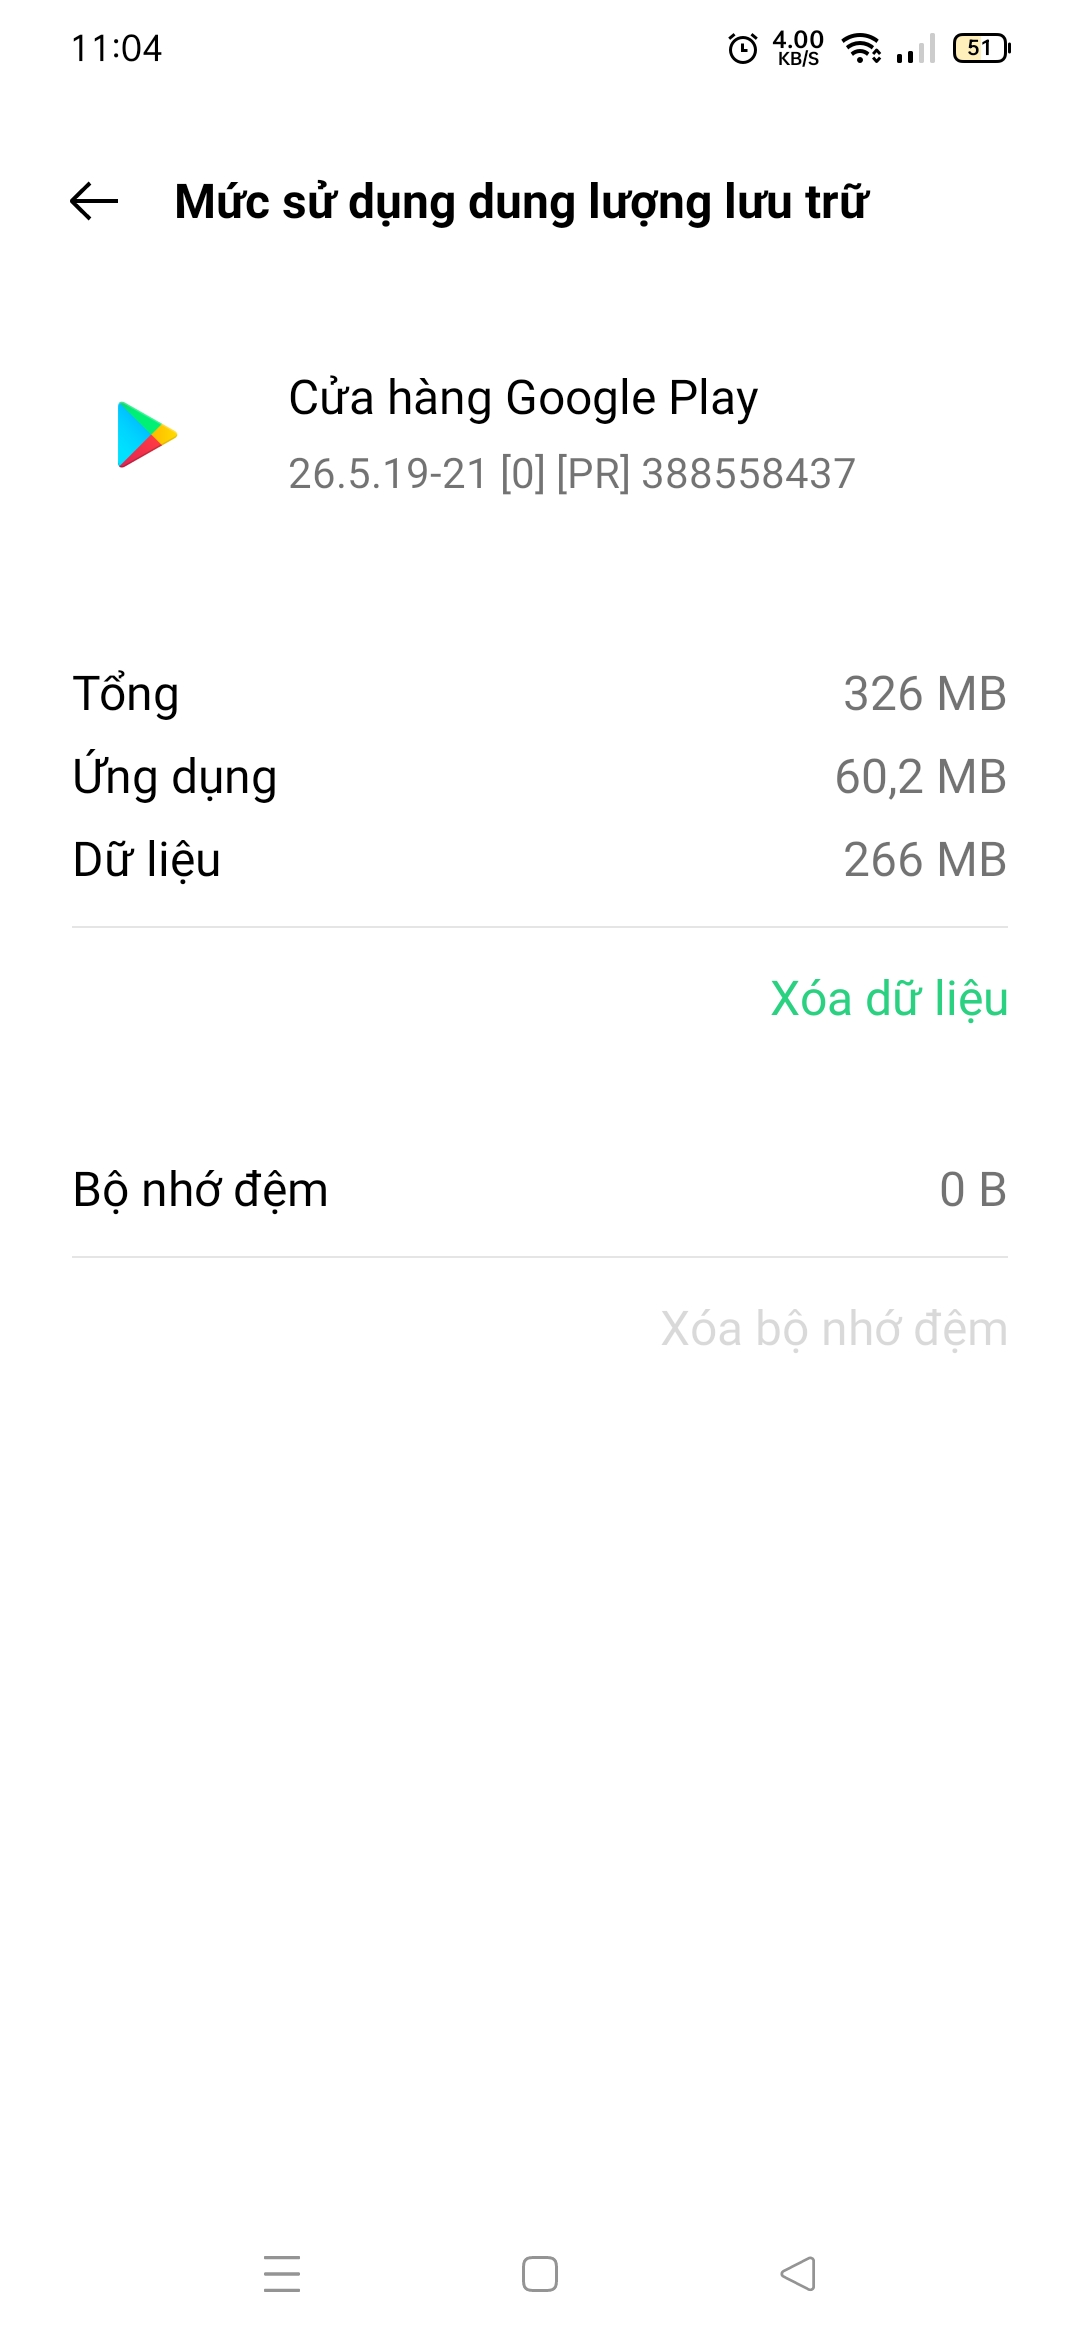 11:04
4.00
KB/S
51
Mức sử dụng dung lượng lưu trữ
Cửa hàng Google Play
26.5.19-21 [0] [PR] 388558437
Tổng 326 MB
Ứng dụng 60,2 MB
Dữ liệu 266 MB
Xóa dữ liệu
Bộ nhớ đệm 0 B
Xóa bộ nhớ đệm